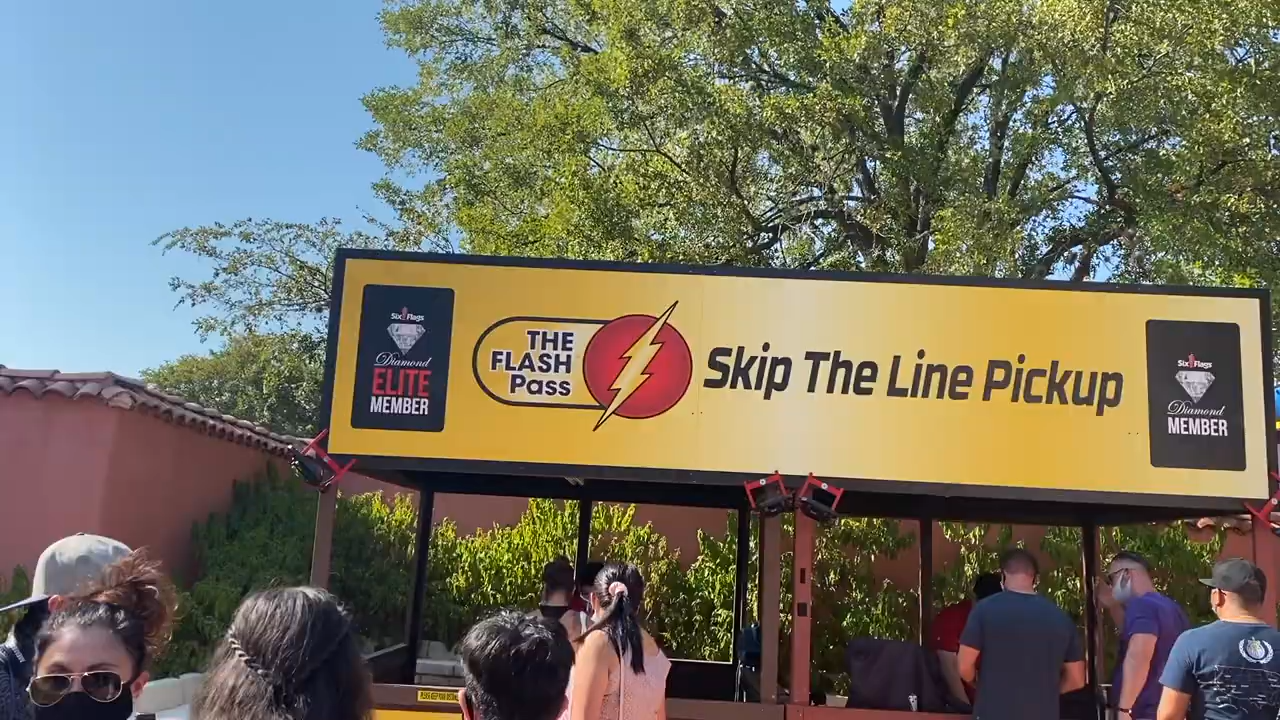 Six Flags
Diamond
ELITE
MEMBER
THE
FLASH
Pass
Skip The Line Pickup
Six Flags
Diamond
MEMBER